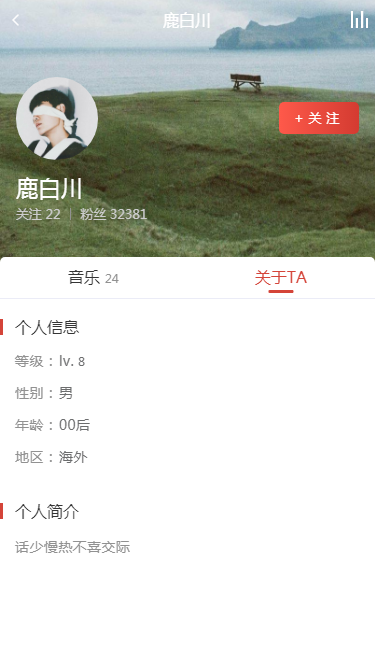 鹿白川
+ 关 注
鹿白川
关注 22 | 粉丝 32381
音乐 24 关于TA
个人信息
等级：lv. 8
性别：男
年龄：00后
地区：海外
个人简介
话少慢热不喜交际